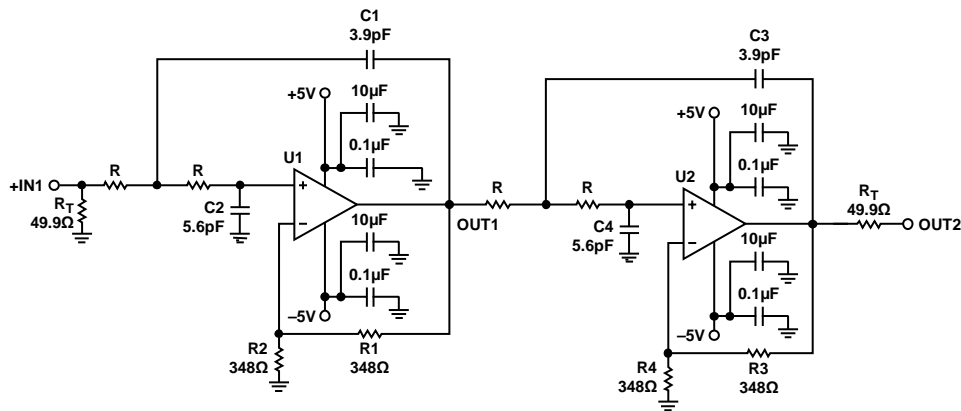 C1
3.9pF
+5V
10µF
0.1µF
U1
+IN1
R
R
RT
49.9Ω
C2
5.6pF
+
–
10µF
0.1µF
–5V
R2
348Ω
R1
348Ω
OUT1
C3
3.9pF
+5V
10µF
0.1µF
U2
R
R
C4
5.6pF
+
–
10µF
0.1µF
–5V
R4
348Ω
R3
348Ω
RT
49.9Ω
OUT2